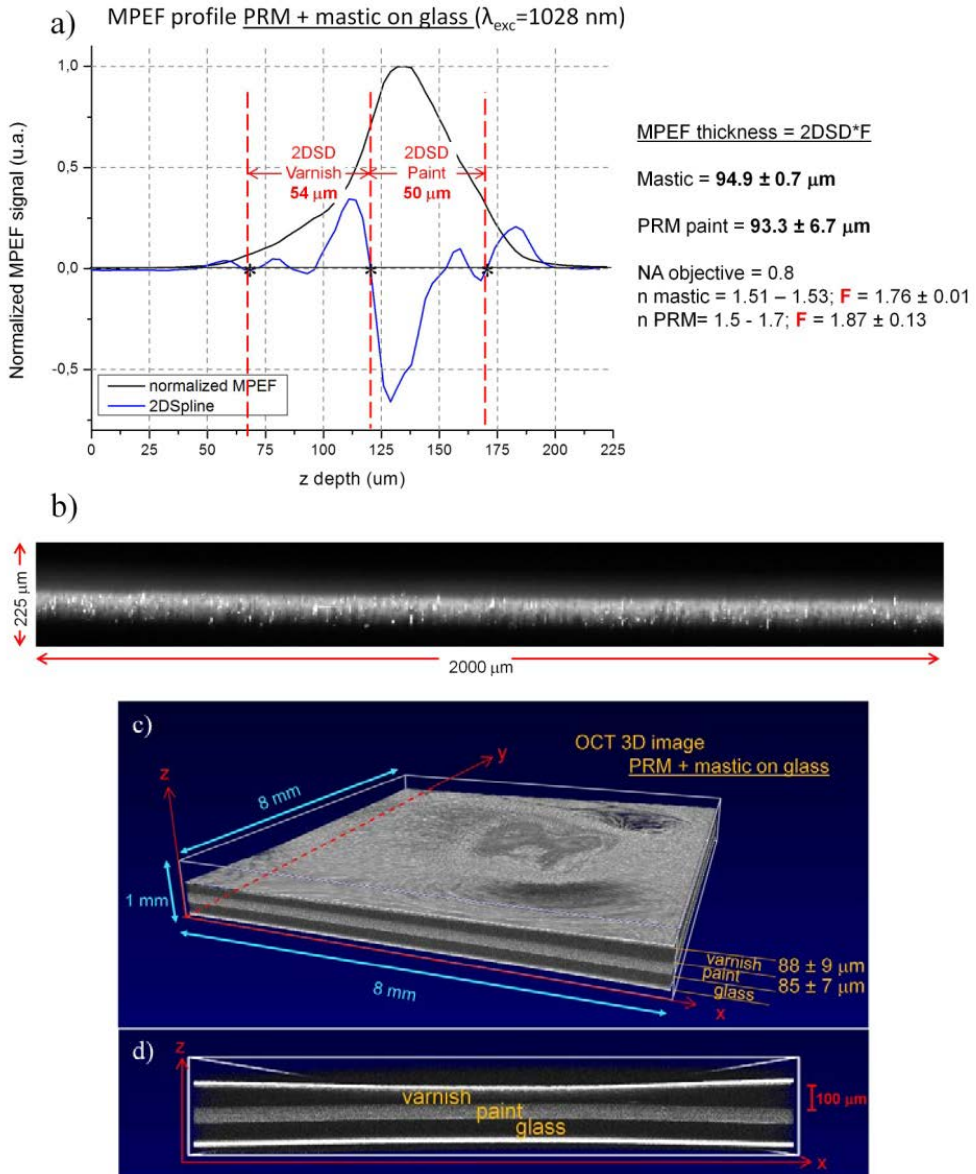 a)
MPEF profile PRM + mastic on glass (λexc=1028 nm)
Normalized MPEF signal (u.a.)
1,0
0,5
0,0
-0,5
2DSD
Varnish
54 µm
2DSD
Paint
50 µm
*
*
*
normalized MPEF
2DSpline
0 25 50 75 100 125 150 175 200 225
z depth (um)
MPEF thickness = 2DSD*F
Mastic = 94.9 ± 0.7 µm
PRM paint = 93.3 ± 6.7 µm
NA objective = 0.8
n mastic = 1.51 – 1.53; F = 1.76 ± 0.01
n PRM= 1.5 - 1.7; F = 1.87 ± 0.13
b)
225 µm
2000 µm
c)
OCT 3D image
PRM + mastic on glass
z
y
8 mm
1 mm
8 mm
x
varnish 88 ± 9 µm
paint 85 ± 7 µm
glass
d)
z
varnish
paint
glass
100 µm
x